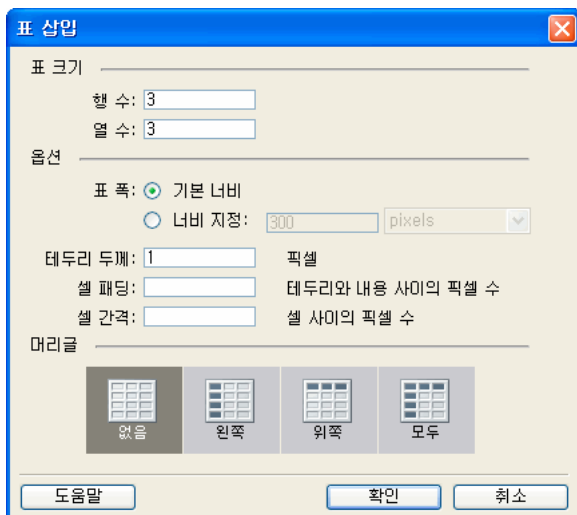 표 삽입
표 크기
행 수: 3
열 수: 3
옵션
표 폭: 기본 너비
너비 지정: 300 pixels
테두리 두께: 1 픽셀
셀 패딩: 테두리와 내용 사이의 픽셀 수
셀 간격: 셀 사이의 픽셀 수
머리글
없음 왼쪽 위쪽 모두
도움말 확인 취소